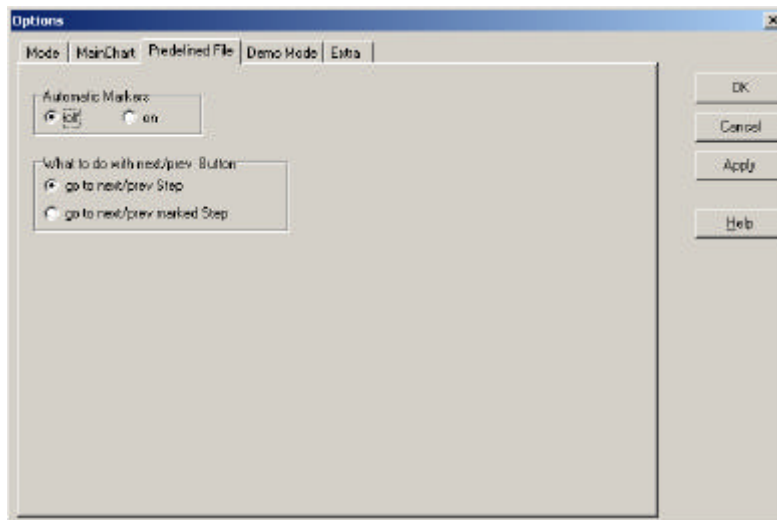 Options
Mode MainChart Predefined File Demo Mode Extra
Automatic Markers
off on
What to do with next/prev. Button
go to next/prev Step
go to next/prev marked Step
OK
Cancel
Apply
Help